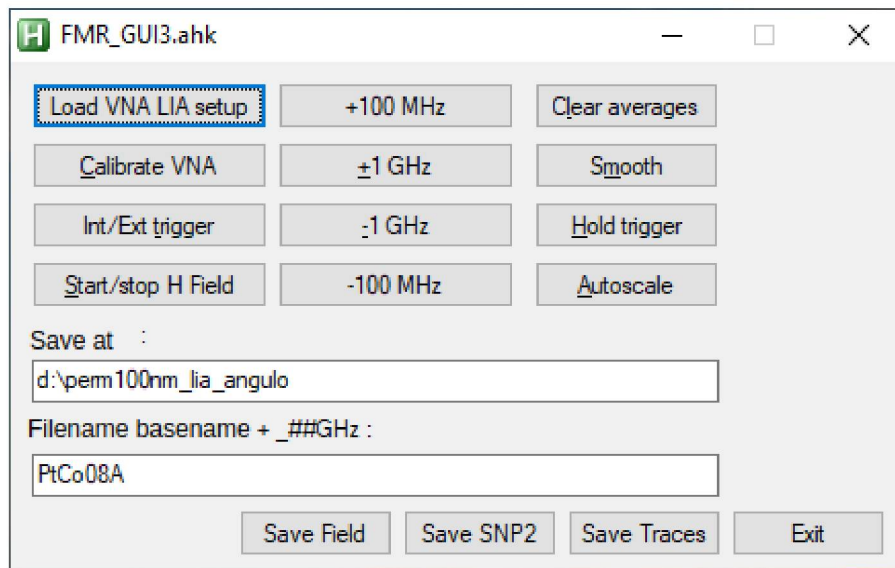 FMR_GUI3.ahk
Load VNA LIA setup +100 MHz Clear averages
Calibrate VNA +1 GHz Smooth
Int/Ext trigger -1 GHz Hold trigger
Start/stop H Field -100 MHz Autoscale
Save at :
d:\perm100nm_lia_angulo
Filename basename + _##GHz :
PtCo08A
Save Field Save SNP2 Save Traces Exit